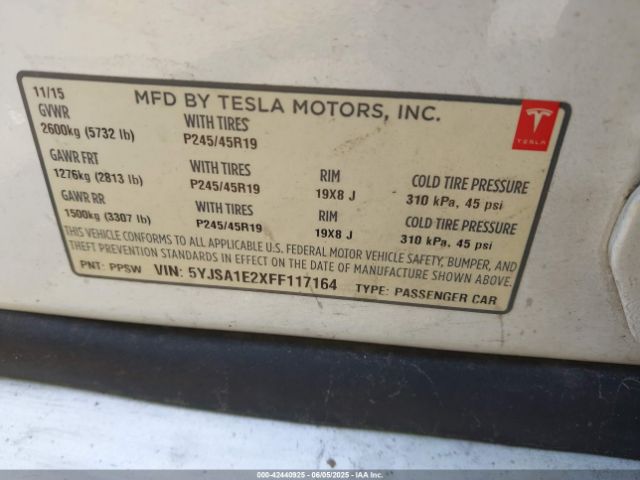 11/15
MFD BY TESLA MOTORS, INC.
GVWR
2600kg (5732 lb)
WITH TIRES
P245/45R19
TESLA
GAWR FRT
1276kg (2813 lb)
WITH TIRES
P245/45R19
RIM
19X8 J
COLD TIRE PRESSURE
310 kPa, 45 psi
GAWR RR
1500kg (3307 lb)
WITH TIRES
P245/45R19
RIM
19X8 J
COLD TIRE PRESSURE
310 kPa, 45 psi
THIS VEHICLE CONFORMS TO ALL APPLICABLE U.S. FEDERAL MOTOR VEHICLE SAFETY, BUMPER, AND
THEFT PREVENTION STANDARDS IN EFFECT ON THE DATE OF MANUFACTURE SHOWN ABOVE.
PNT: PPSW VIN: 5YJSA1E2XFF117164 TYPE: PASSENGER CAR
000-42440925 - 06/05/2025 - IAAI.com